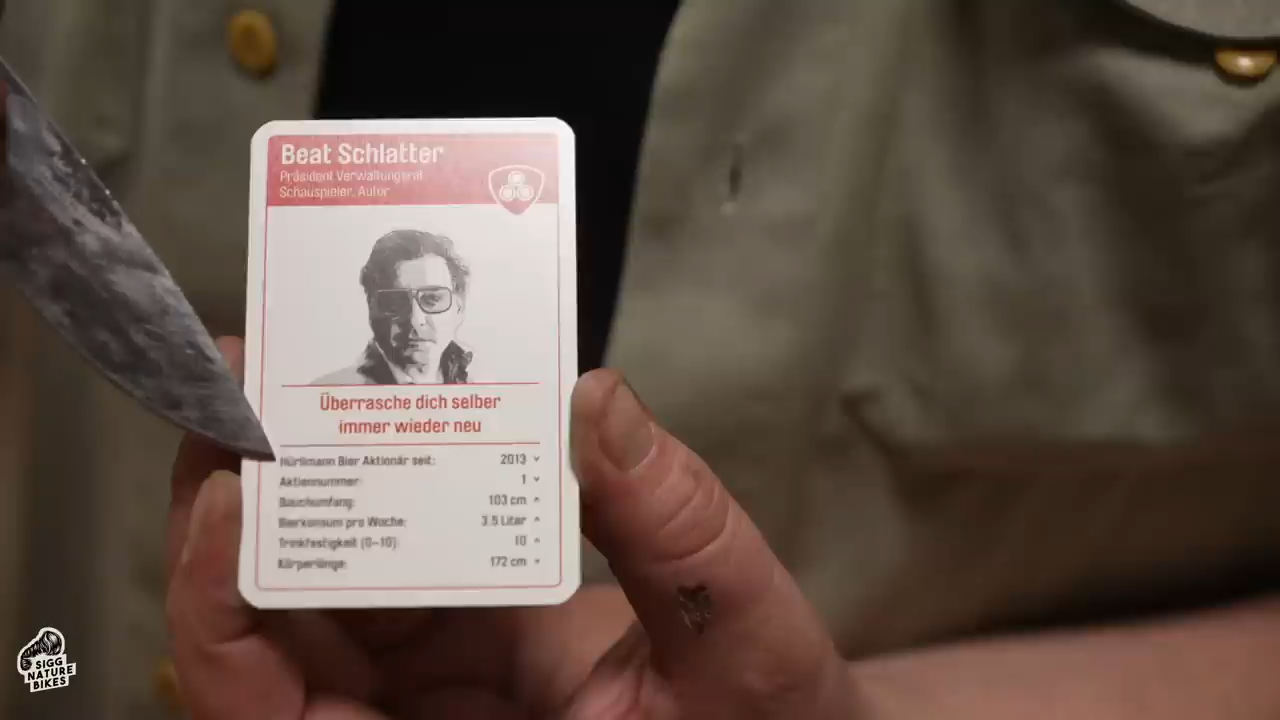 Beat Schlatter
Präsident Verwaltungsrat
Schauspieler, Autor
Überrasche dich selber
immer wieder neu
Hürlimann Bier Aktionär seit: 2013
Aktiennummer: 1
Bauchumfang: 103 cm
Bierkonsum pro Woche: 3.5 Liter
Trinkfestigkeit (0–10): 10
Körperlänge: 172 cm
SIGG
NATURE
BIKES